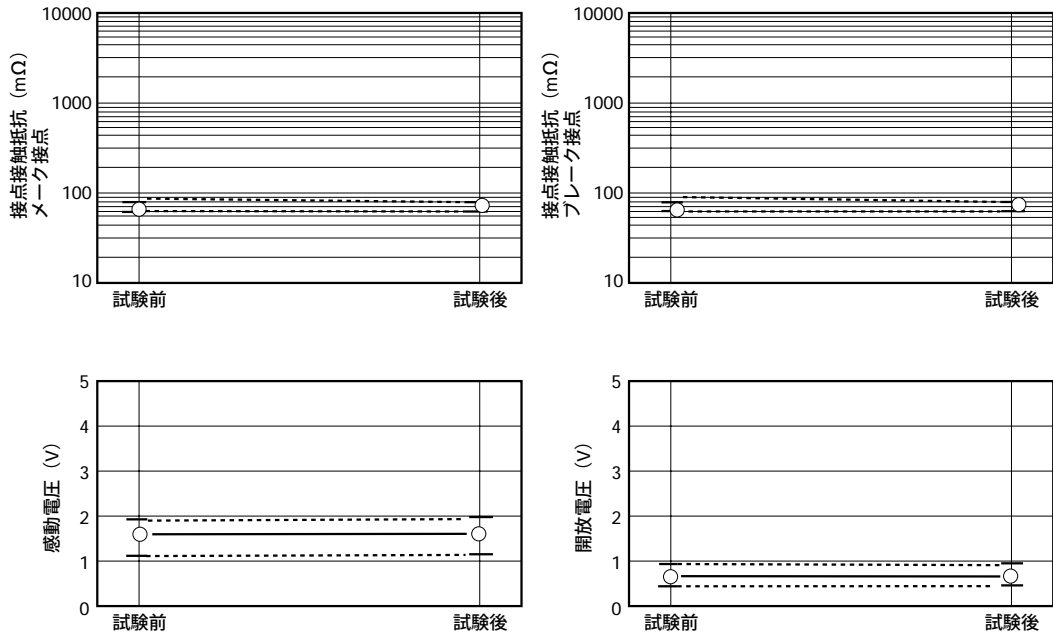 接点接触抵抗 (mΩ)
メーク接点
10000
1000
100
10
試験前
試験後
接点接触抵抗 (mΩ)
ブレーク接点
10000
1000
100
10
試験前
試験後
感動電圧 (V)
5
4
3
2
1
0
試験前
試験後
開放電圧 (V)
5
4
3
2
1
0
試験前
試験後